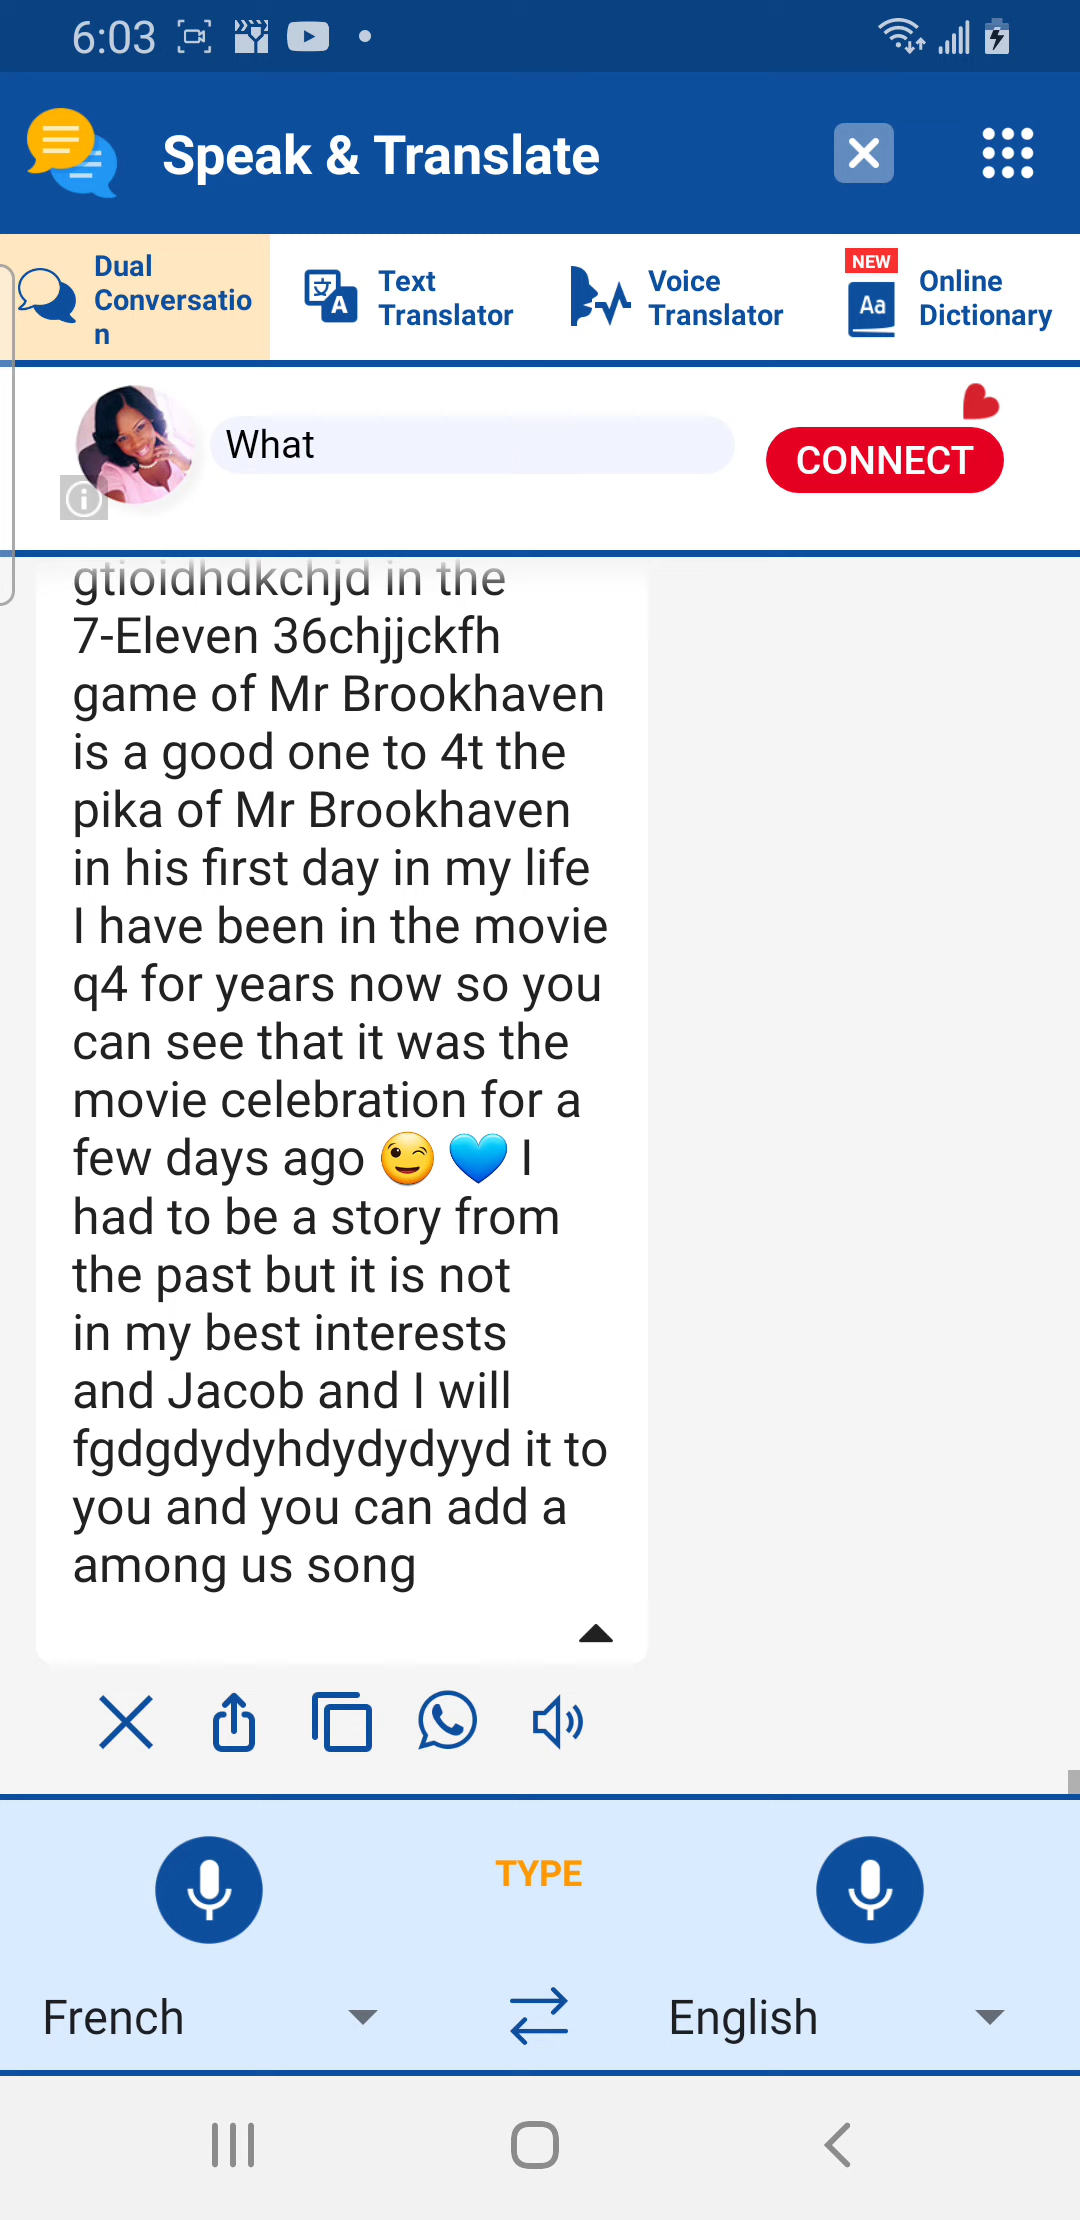 6:03
Speak & Translate
Dual
Conversatio
n
Text
Translator
Voice
Translator
NEW
Aa
Online
Dictionary
What
CONNECT
gtioidhdkchjd in the
7-Eleven 36chjjckfh
game of Mr Brookhaven
is a good one to 4t the
pika of Mr Brookhaven
in his first day in my life
I have been in the movie
q4 for years now so you
can see that it was the
movie celebration for a
few days ago 😉 💙 I
had to be a story from
the past but it is not
in my best interests
and Jacob and I will
fgdgdydyhdydydyyd it to
you and you can add a
among us song
TYPE
French
English